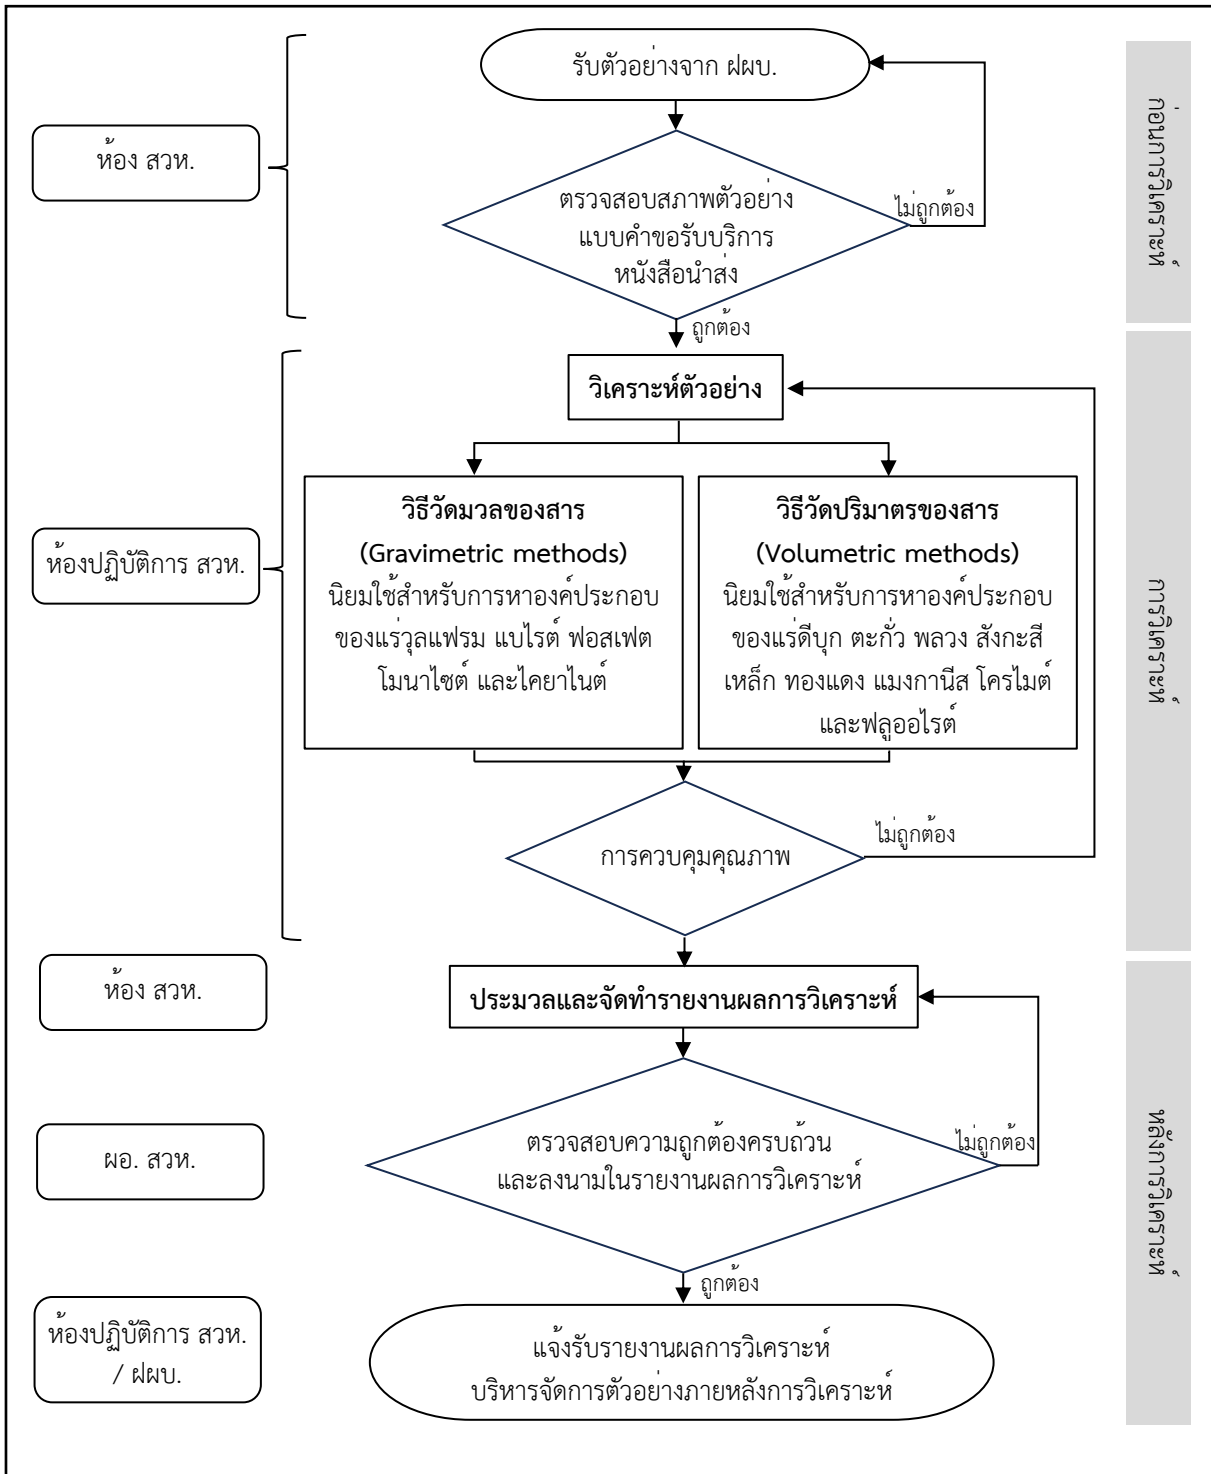 รับตัวอย่างจาก ฝผบ.
ห้อง สวห.
ตรวจสอบสภาพตัวอย่าง
แบบคำขอรับบริการ
หนังสือนำส่ง
ไม่ถูกต้อง
ถูกต้อง
ก่อนการวิเคราะห์
วิเคราะห์ตัวอย่าง
ห้องปฏิบัติการ สวห.
วิธีวัดมวลของสาร
(Gravimetric methods)
นิยมใช้สำหรับการหาองค์ประกอบ
ของแร่วุลแฟรม แบไรต์ ฟอสเฟต
โมนาไซต์ และไคยาไนต์
วิธีวัดปริมาตรของสาร
(Volumetric methods)
นิยมใช้สำหรับการหาองค์ประกอบ
ของแร่ดีบุก ตะกั่ว พลวง สังกะสี
เหล็ก ทองแดง แมงกานีส โครไมต์
และฟลูออไรต์
การวิเคราะห์
การควบคุมคุณภาพ
ไม่ถูกต้อง
ห้อง สวห.
ประมวลและจัดทำรายงานผลการวิเคราะห์
ผอ. สวห.
ตรวจสอบความถูกต้องครบถ้วน
และลงนามในรายงานผลการวิเคราะห์
ไม่ถูกต้อง
ถูกต้อง
หลังการวิเคราะห์
ห้องปฏิบัติการ สวห.
/ ฝผบ.
แจ้งรับรายงานผลการวิเคราะห์
บริหารจัดการตัวอย่างภายหลังการวิเคราะห์